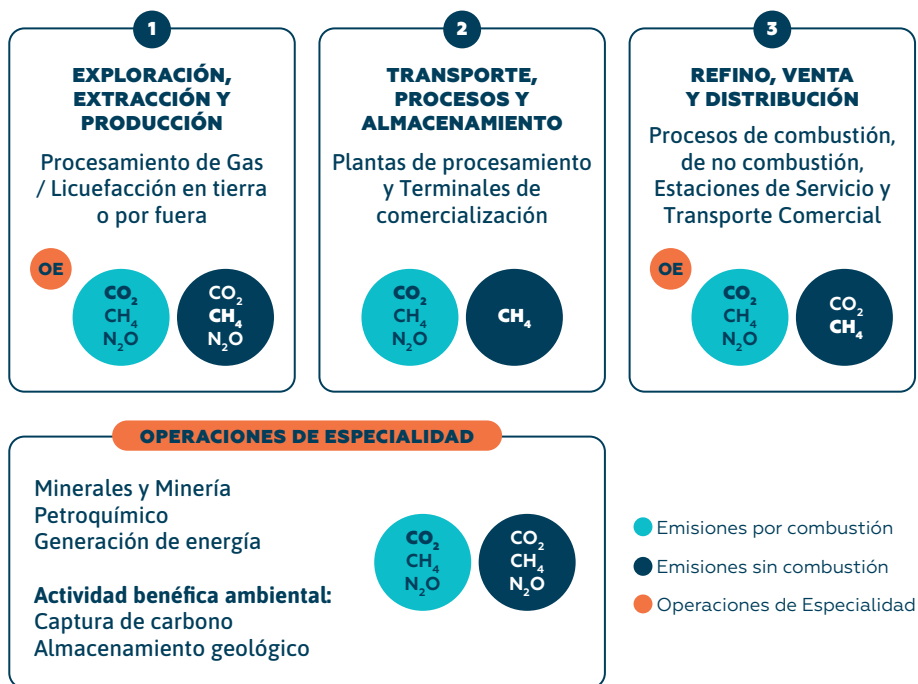 1
EXPLORACIÓN,
EXTRACCIÓN Y
PRODUCCIÓN
Procesamiento de Gas
/ Licuefacción en tierra
o por fuera
OE
CO₂
CH₄
N₂O
CO₂
CH₄
N₂O
2
TRANSPORTE,
PROCESOS Y
ALMACENAMIENTO
Plantas de procesamiento
y Terminales de
comercialización
CO₂
CH₄
N₂O
CH₄
3
REFINO, VENTA
Y DISTRIBUCIÓN
Procesos de combustión,
de no combustión,
Estaciones de Servicio y
Transporte Comercial
OE
CO₂
CH₄
N₂O
CO₂
CH₄
OPERACIONES DE ESPECIALIDAD
Minerales y Minería
Petroquímico
Generación de energía
Actividad benéfica ambiental:
Captura de carbono
Almacenamiento geológico
CO₂
CH₄
N₂O
CO₂
CH₄
N₂O
Emisiones por combustión
Emisiones sin combustión
Operaciones de Especialidad